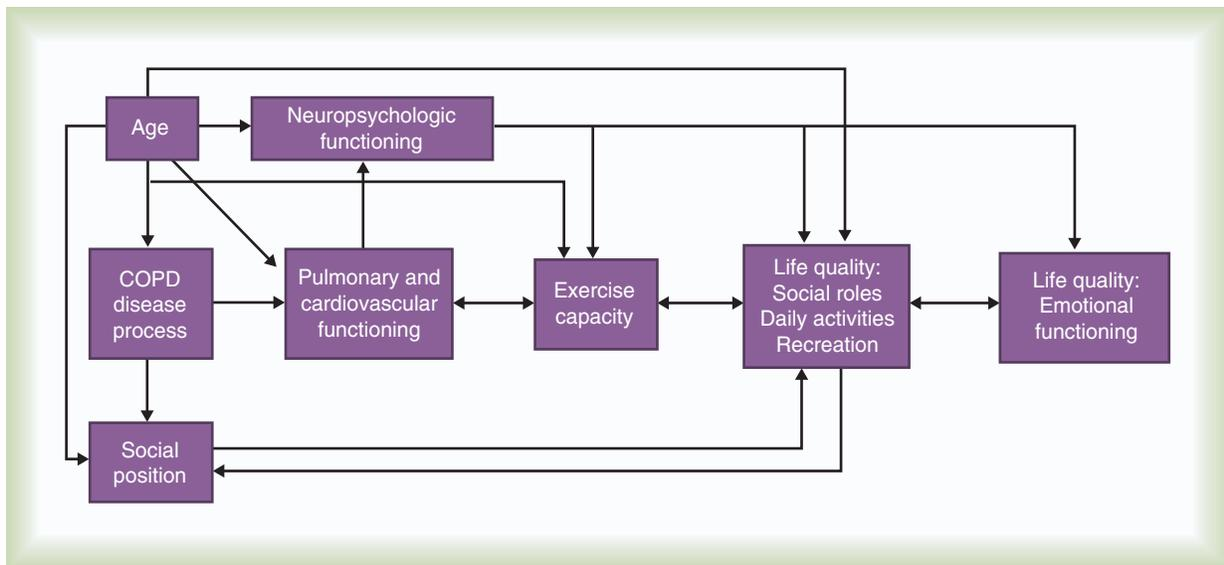 Age
Neuropsychologic
functioning
COPD
disease
process
Pulmonary and
cardiovascular
functioning
Exercise
capacity
Life quality:
Social roles
Daily activities
Recreation
Life quality:
Emotional
functioning
Social
position